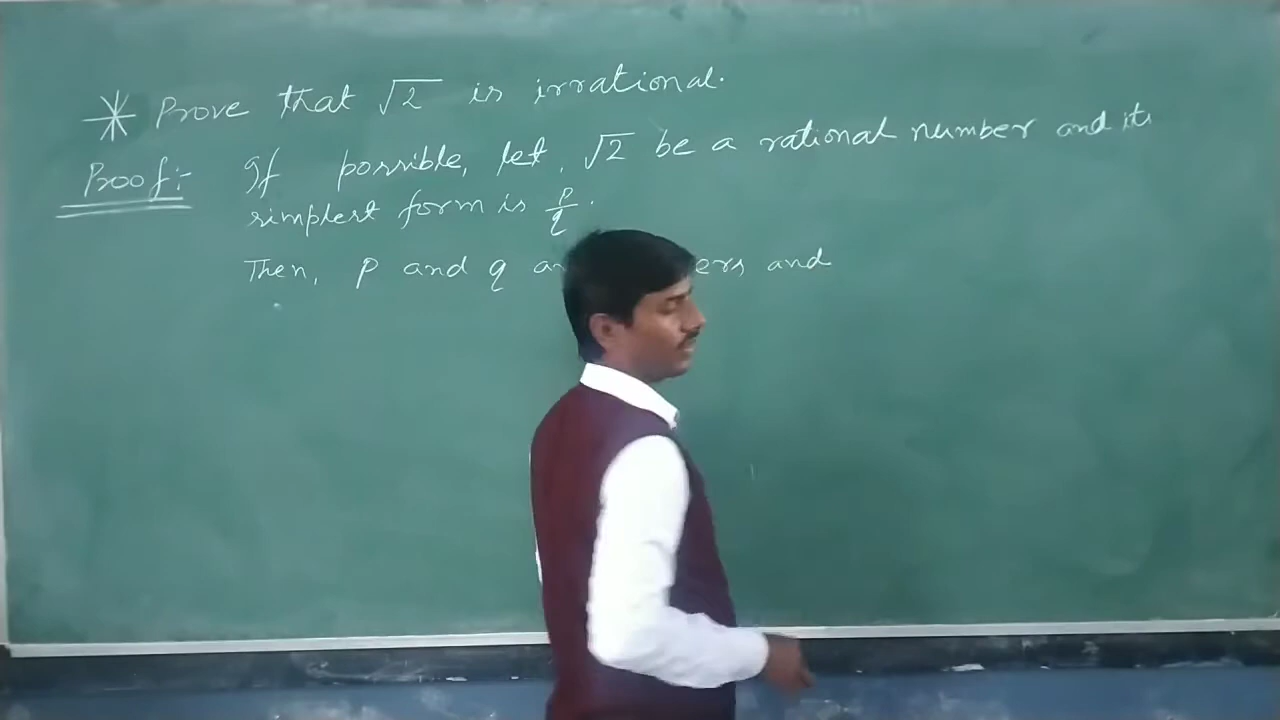 * Prove that √2 is irrational.
Proof:- If possible, let, √2 be a rational number and its
simplest form is p/q.
Then, p and q and